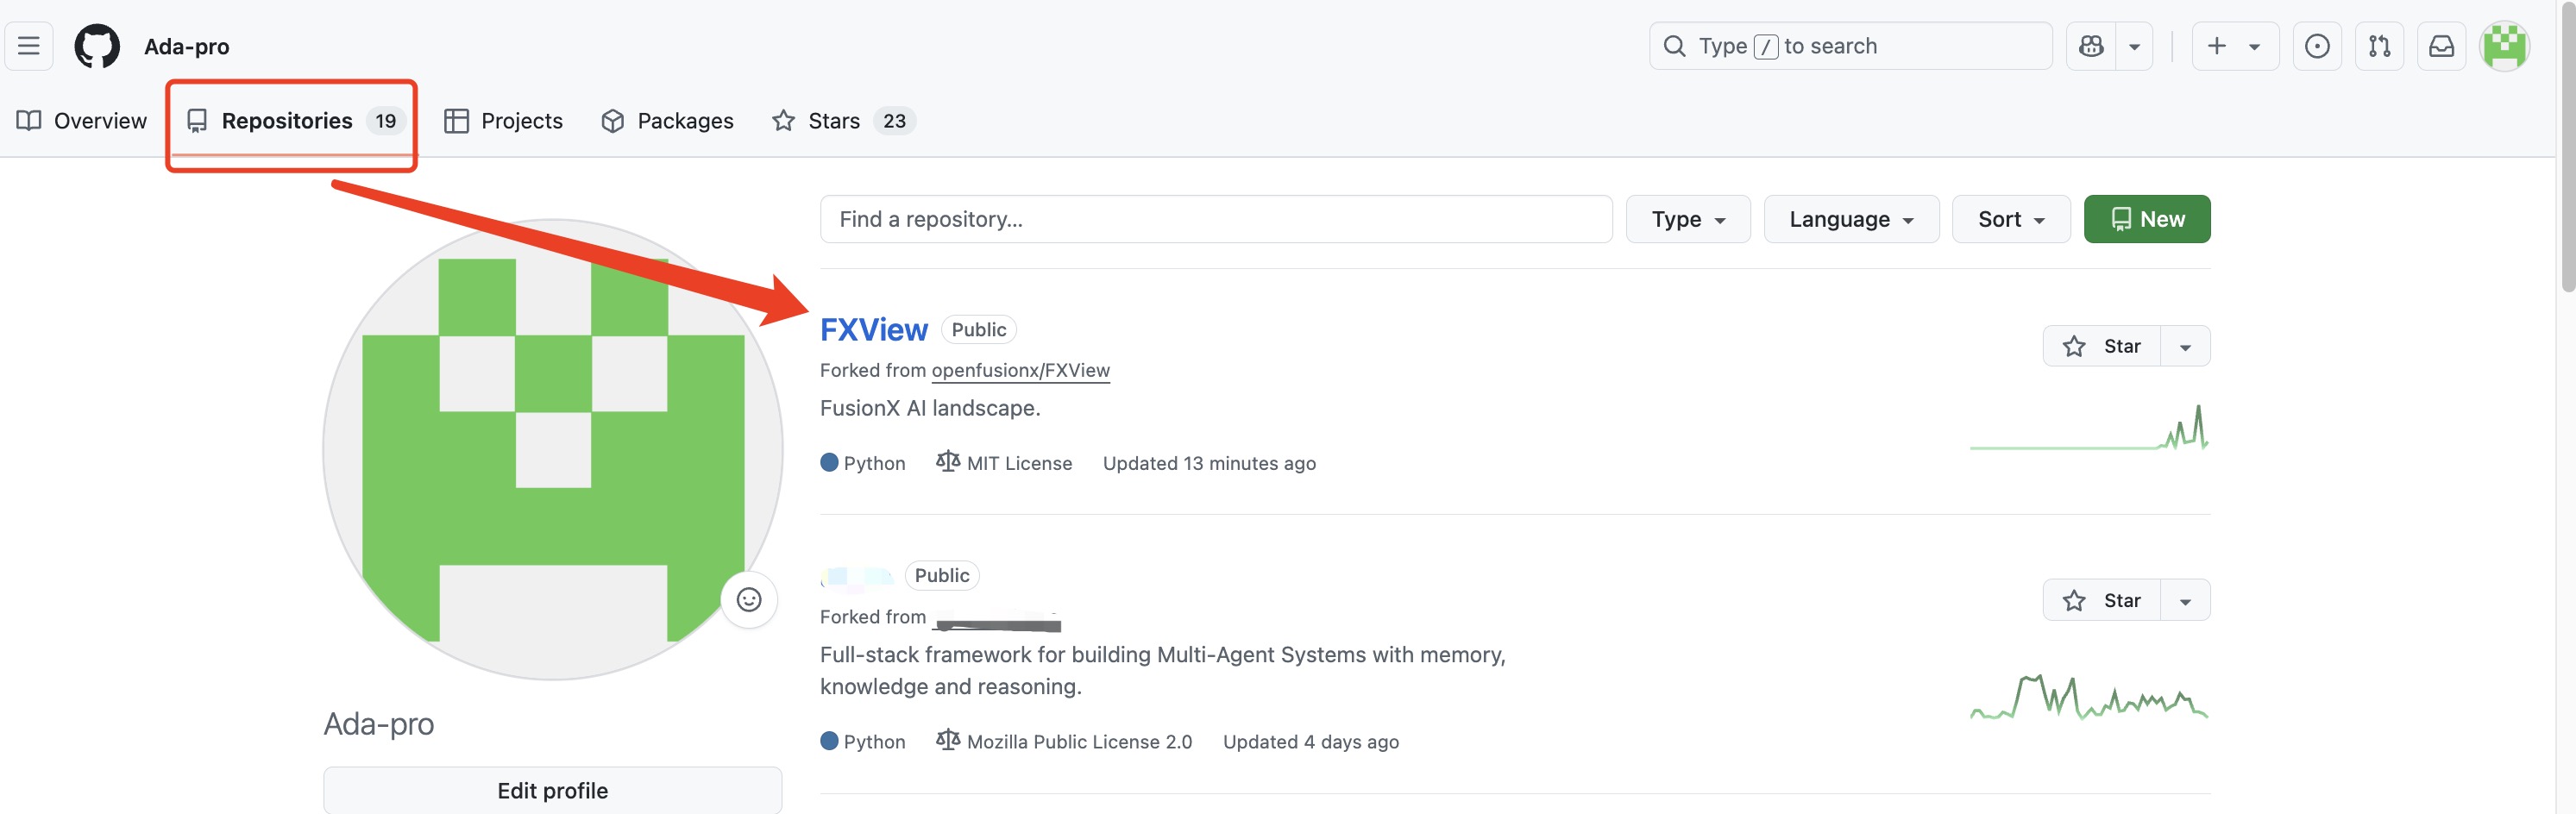 Ada-pro
Type / to search
Overview
Repositories 19
Projects
Packages
Stars 23
Find a repository...
Type
Language
Sort
New
FXView Public
Star
Forked from openfusionx/FXView
FusionX AI landscape.
Python MIT License Updated 13 minutes ago
Public
Star
Forked from
Full-stack framework for building Multi-Agent Systems with memory,
knowledge and reasoning.
Python Mozilla Public License 2.0 Updated 4 days ago
Ada-pro
Edit profile